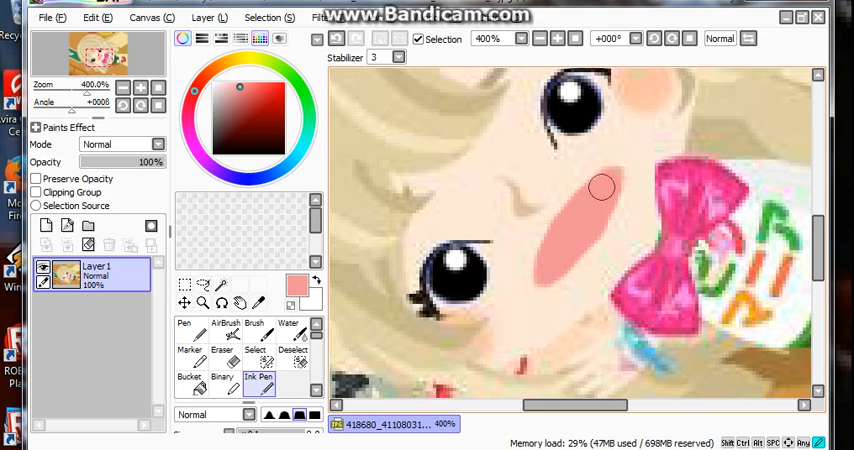 www.Bandicam.com
File (F) Edit (E) Canvas (C) Layer (L) Selection (S)
Selection 400% +000° Normal
Stabilizer 3
Zoom 400.0%
Angle
Paints Effect
Mode Normal
Opacity 100%
Preserve Opacity
Clipping Group
Selection Source
Layer1
Normal
100%
Pen AirBrush Brush Water
Marker Eraser Select Deselect
Bucket Binary Ink Pen
Normal
418680_41108031... 400%
Memory load: 29% (47MB used / 698MB reserved) Shift Ctrl Alt SPC Any